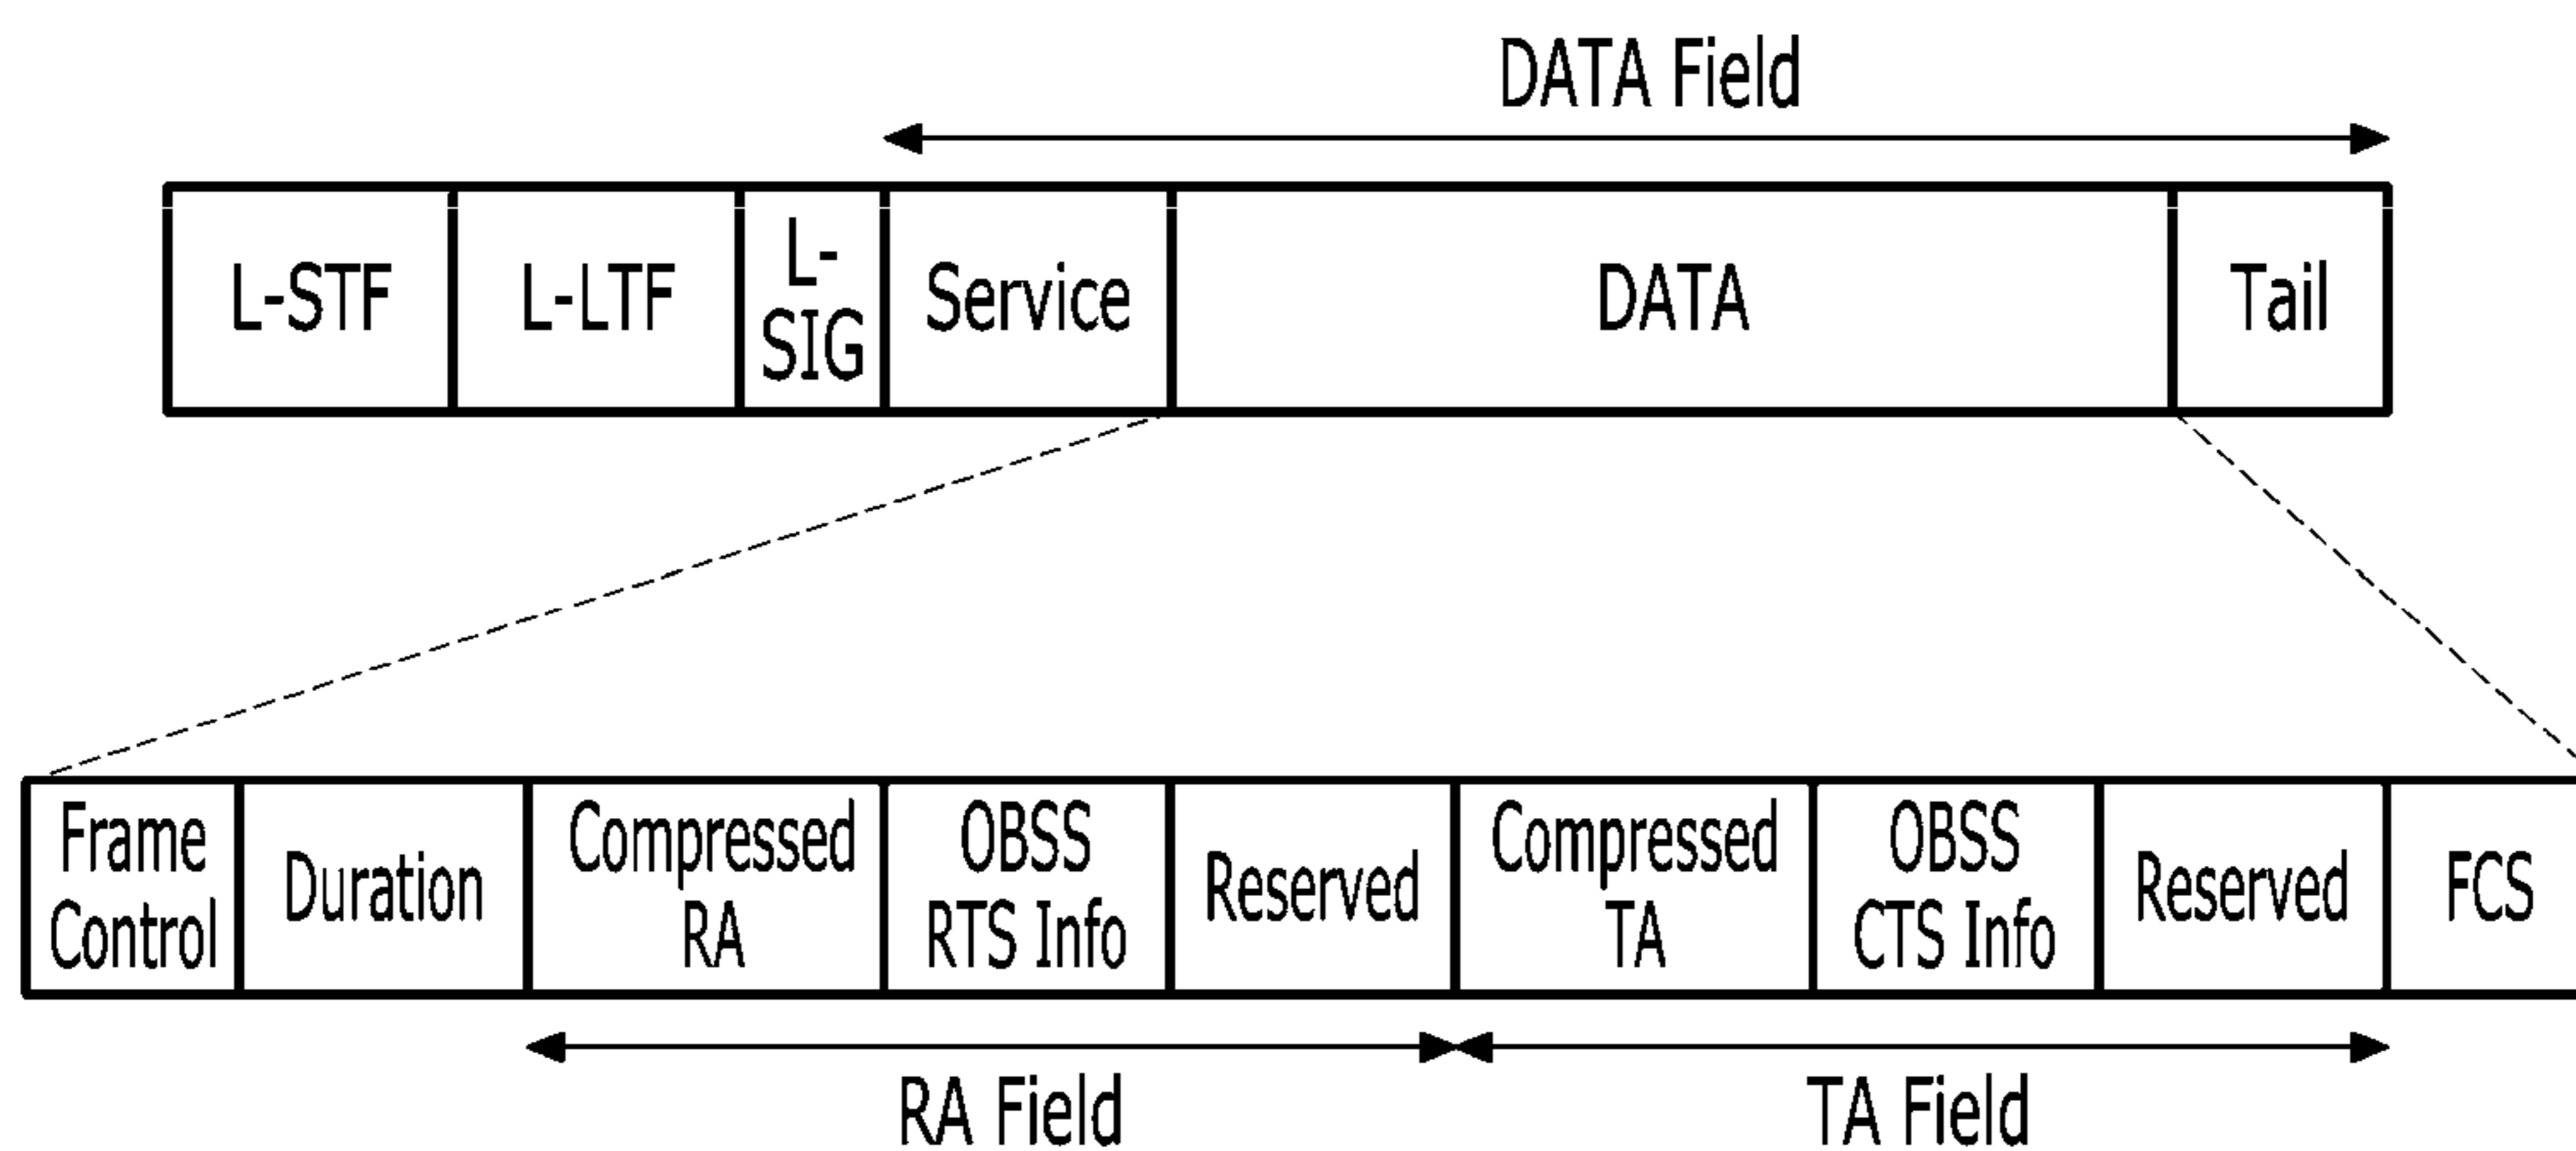 DATA Field
L-STF
L-LTF
L-
SIG
Service
DATA
Tail
Frame
Control
Duration
Compressed
RA
OBSS
RTS Info
Reserved
Compressed
TA
OBSS
CTS Info
Reserved
FCS
RA Field
TA Field